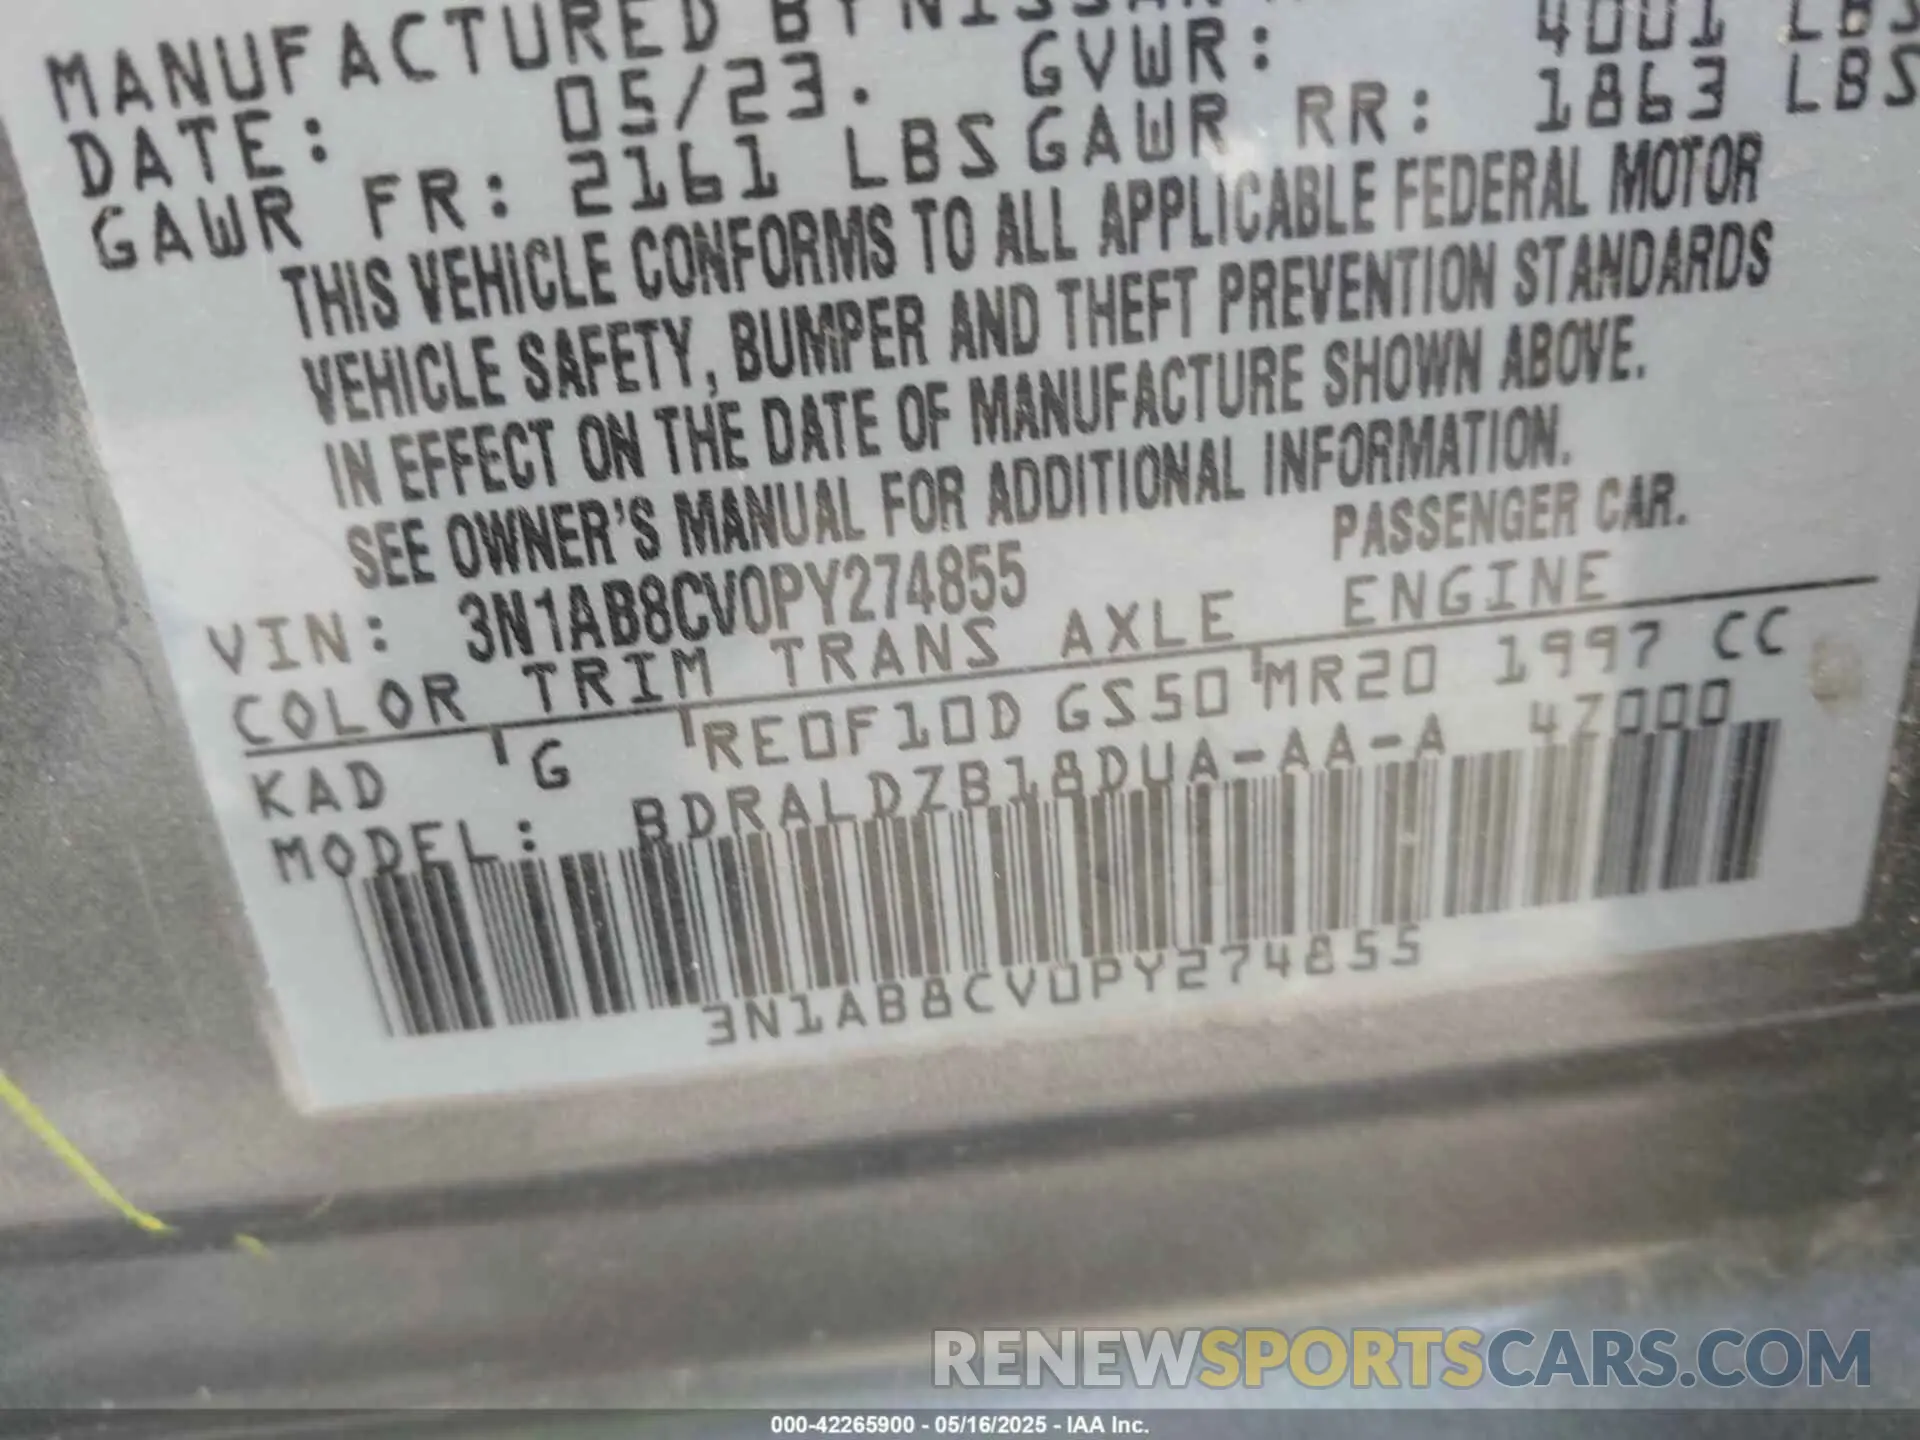 MANUFACTURED BY NISSAN
DATE: 05/23. GVWR: 4001 LBS
GAWR FR: 2161 LBS GAWR RR: 1863 LBS
THIS VEHICLE CONFORMS TO ALL APPLICABLE FEDERAL MOTOR
VEHICLE SAFETY, BUMPER AND THEFT PREVENTION STANDARDS
IN EFFECT ON THE DATE OF MANUFACTURE SHOWN ABOVE.
SEE OWNER'S MANUAL FOR ADDITIONAL INFORMATION.
VIN: 3N1AB8CV0PY274855 PASSENGER CAR.
COLOR TRIM TRANS AXLE ENGINE
KAD G RE0F10D GS50 MR20 1997 CC
MODEL: BDRALDZB18DUA-AA-A 4Z000
3N1AB8CV0PY274855
RENEWSPORTSCARS.COM
000-42265900 - 05/16/2025 - IAA Inc.